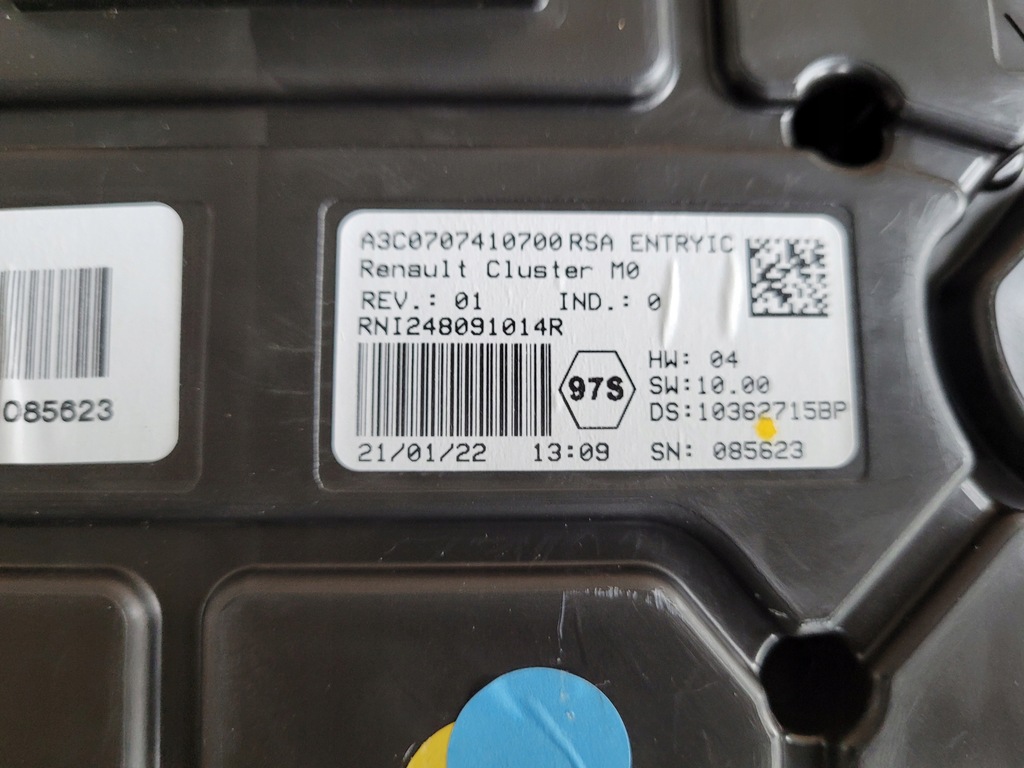 A3C0707410700 RSA ENTRYIC
Renault Cluster M0
REV.: 01 IND.: 0
RNI248091014R
97S
HW: 04
SW:10.00
DS:10362715BP
21/01/22 13:09 SN: 085623
085623